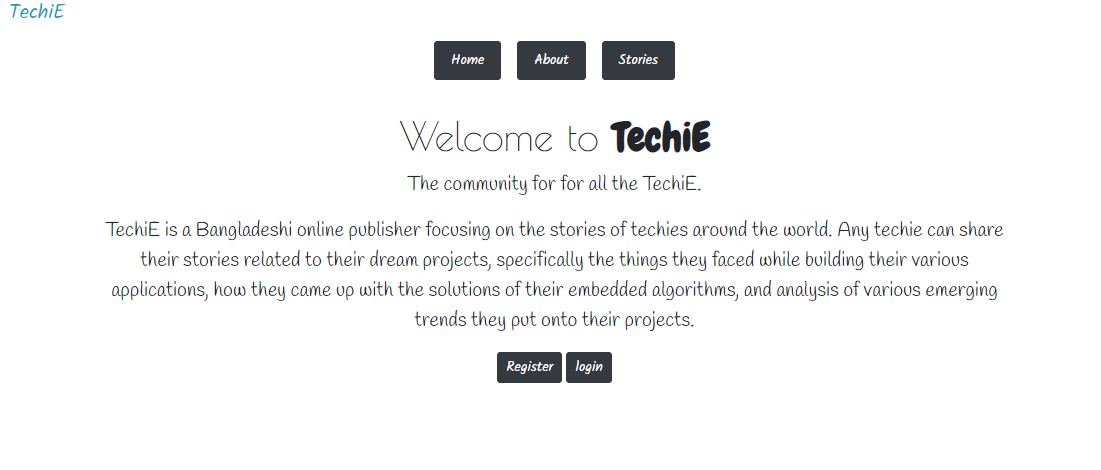 TechiE
Home About Stories
Welcome to TechiE
The community for for all the TechiE.
TechiE is a Bangladeshi online publisher focusing on the stories of techies around the world. Any techie can share
their stories related to their dream projects, specifically the things they faced while building their various
applications, how they came up with the solutions of their embedded algorithms, and analysis of various emerging
trends they put onto their projects.
Register login